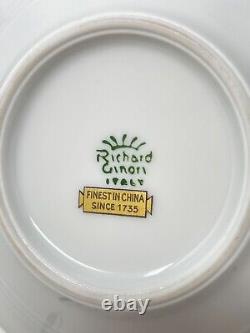 Richard
Ginori
ITALY
FINEST IN CHINA
SINCE 1735